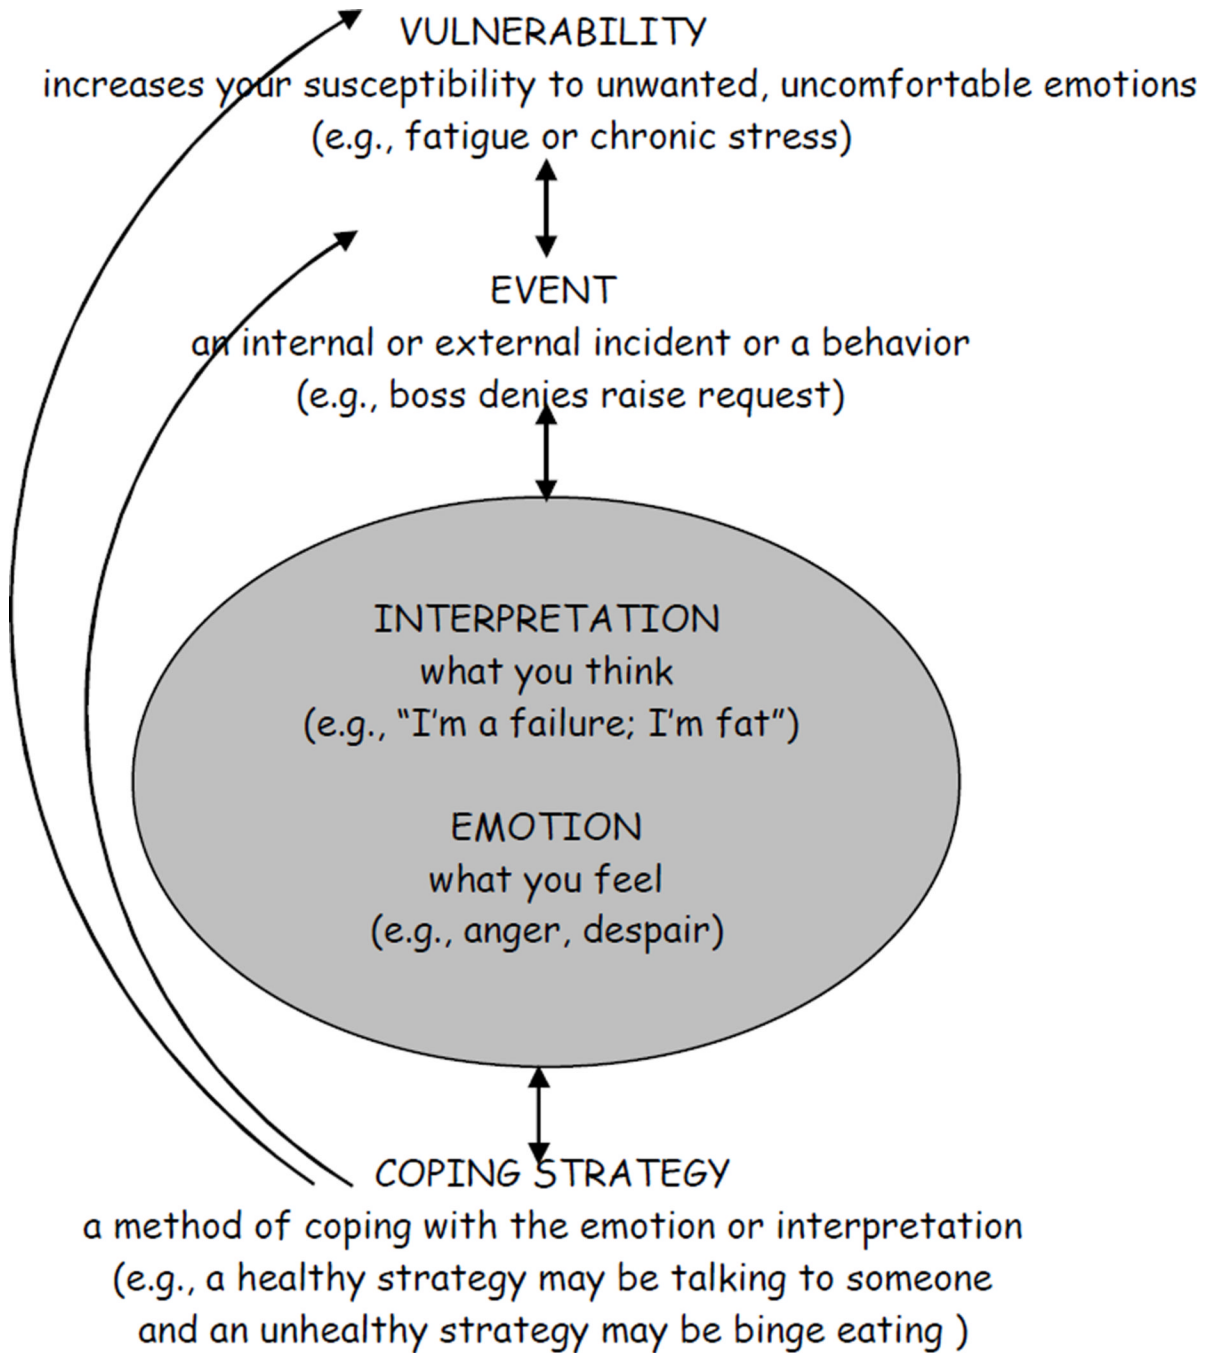 VULNERABILITY
increases your susceptibility to unwanted, uncomfortable emotions
(e.g., fatigue or chronic stress)
EVENT
an internal or external incident or a behavior
(e.g., boss denies raise request)
INTERPRETATION
what you think
(e.g., “I’m a failure; I’m fat”)
EMOTION
what you feel
(e.g., anger, despair)
COPING STRATEGY
a method of coping with the emotion or interpretation
(e.g., a healthy strategy may be talking to someone
and an unhealthy strategy may be binge eating )